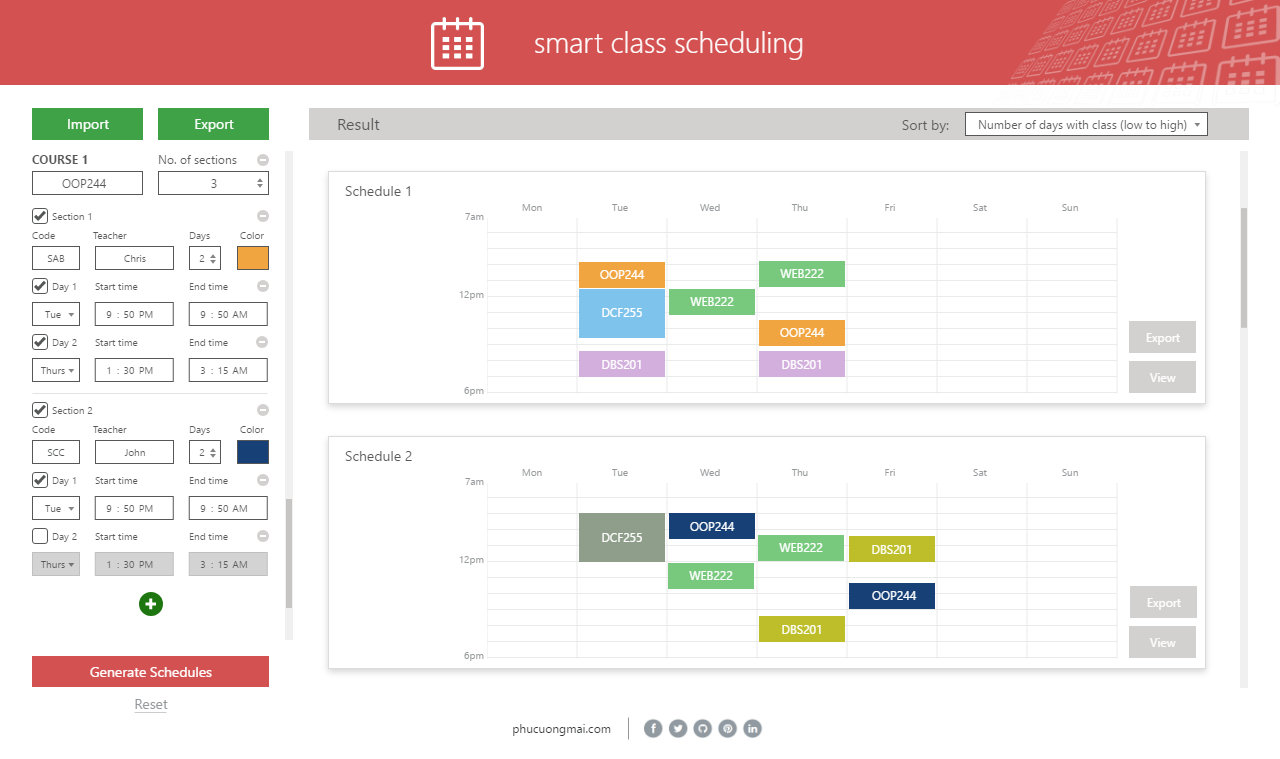 smart class scheduling
Import Export
COURSE 1 No. of sections
OOP244 3
Section 1
Code Teacher Days Color
SAB Chris 2
Day 1 Start time End time
Tue 9 : 50 PM 9 : 50 AM
Day 2 Start time End time
Thurs 1 : 30 PM 3 : 15 AM
Section 2
Code Teacher Days Color
SCC John 2
Day 1 Start time End time
Tue 9 : 50 PM 9 : 50 AM
Day 2 Start time End time
Thurs 1 : 30 PM 3 : 15 AM
Generate Schedules
Reset
Result Sort by: Number of days with class (low to high)
Schedule 1
Mon Tue Wed Thu Fri Sat Sun
7am
OOP244 WEB222
12pm
WEB222
DCF255
OOP244
DBS201 DBS201
Export
View
6pm
Schedule 2
Mon Tue Wed Thu Fri Sat Sun
7am
OOP244
DCF255
WEB222 DBS201
12pm
WEB222
OOP244
DBS201
Export
View
6pm
phucuongmai.com